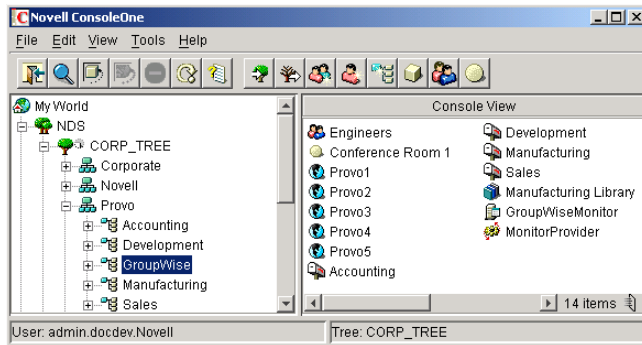 Novell ConsoleOne
File Edit View Tools Help
My World
NDS
CORP_TREE
Corporate
Novell
Provo
Accounting
Development
GroupWise
Manufacturing
Sales
Console View
Engineers
Conference Room 1
Provo1
Provo2
Provo3
Provo4
Provo5
Accounting
Development
Manufacturing
Sales
Manufacturing Library
GroupWiseMonitor
MonitorProvider
14 items
User: admin.docdev.Novell
Tree: CORP_TREE